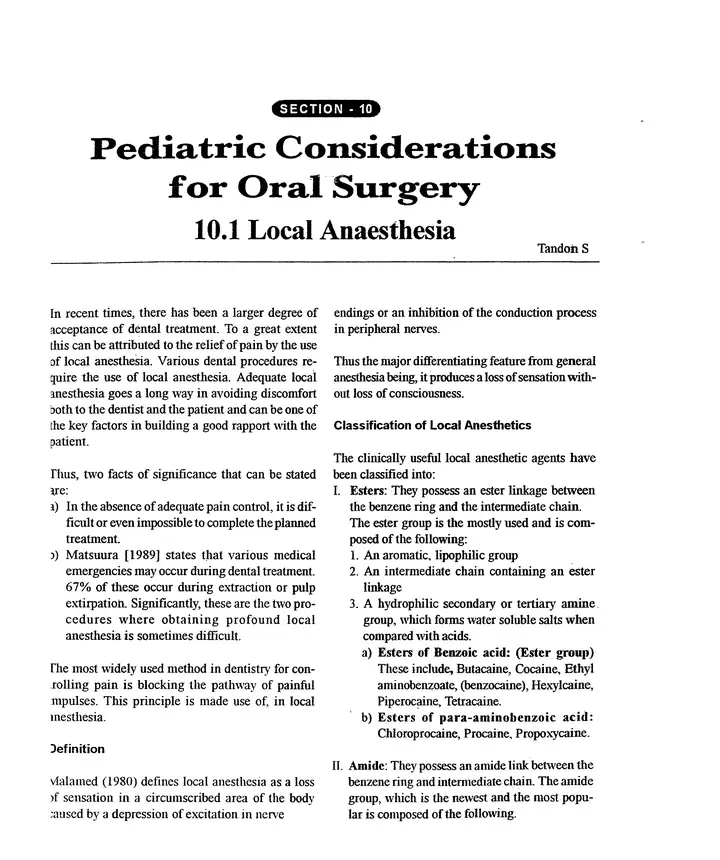 SECTION - 10
Pediatric Considerations
for Oral Surgery
10.1 Local Anaesthesia
Tandon S
In recent times, there has been a larger degree of
acceptance of dental treatment. To a great extent
this can be attributed to the relief of pain by the use
of local anesthesia. Various dental procedures re-
quire the use of local anesthesia. Adequate local
anesthesia goes a long way in avoiding discomfort
both to the dentist and the patient and can be one of
the key factors in building a good rapport with the
patient.
Thus, two facts of significance that can be stated
are:
a) In the absence of adequate pain control, it is dif-
ficult or even impossible to complete the planned
treatment.
b) Matsuura [1989] states that various medical
emergencies may occur during dental treatment.
67% of these occur during extraction or pulp
extirpation. Significantly, these are the two pro-
cedures where obtaining profound local
anesthesia is sometimes difficult.
The most widely used method in dentistry for con-
trolling pain is blocking the pathway of painful
impulses. This principle is made use of, in local
anesthesia.
Definition
Malamed (1980) defines local anesthesia as a loss
of sensation in a circumscribed area of the body
caused by a depression of excitation in nerve
endings or an inhibition of the conduction process
in peripheral nerves.
Thus the major differentiating feature from general
anesthesia being, it produces a loss of sensation with-
out loss of consciousness.
Classification of Local Anesthetics
The clinically useful local anesthetic agents have
been classified into:
I. Esters: They possess an ester linkage between
the benzene ring and the intermediate chain.
The ester group is the mostly used and is com-
posed of the following:
1. An aromatic, lipophilic group
2. An intermediate chain containing an ester
linkage
3. A hydrophilic secondary or tertiary amine
group, which forms water soluble salts when
compared with acids.
a) Esters of Benzoic acid: (Ester group)
These include, Butacaine, Cocaine, Ethyl
aminobenzoate, (benzocaine), Hexylcaine,
Piperocaine, Tetracaine.
b) Esters of para-aminobenzoic acid:
Chloroprocaine, Procaine, Propoxycaine.
II. Amide: They possess an amide link between the
benzene ring and intermediate chain. The amide
group, which is the newest and the most popu-
lar is composed of the following.